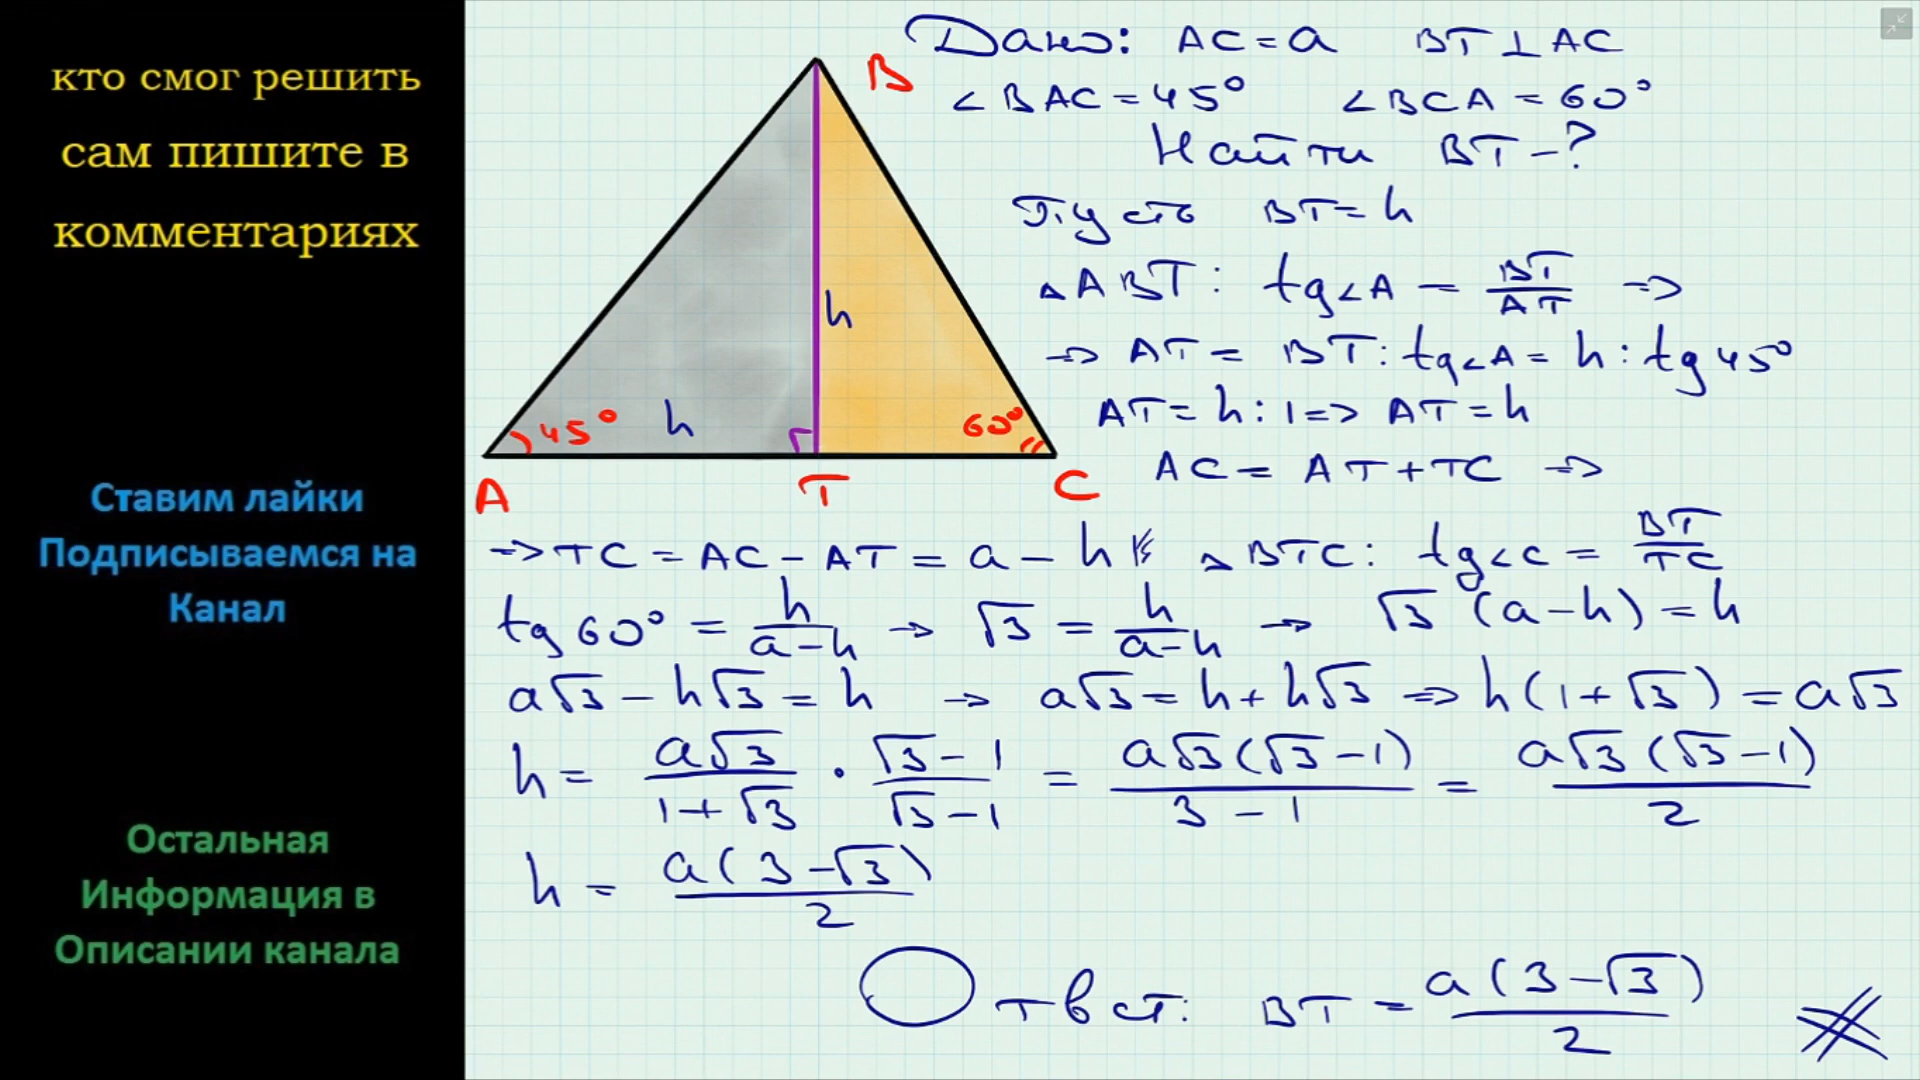 кто смог решить
сам пишите в
комментариях
Ставим лайки
Подписываемся на
Канал
Остальная
Информация в
Описании канала
B
h
45°
h
60°
A
T
C
Дано: AC = a BT ⊥ AC
∠BAC = 45° ∠BCA = 60°
Найти BT - ?
Пусть BT = h
△ABT: tg∠A = BT/AT ⇒
⇒ AT = BT : tg∠A = h : tg45°
AT = h : 1 ⇒ AT = h
AC = AT + TC ⇒
⇒ TC = AC - AT = a - h △BTC: tg∠C = BT/TC
tg60° = h/(a-h) → √3 = h/(a-h) → √3 (a-h) = h
a√3 - h√3 = h → a√3 = h + h√3 ⇒ h(1+√3) = a√3
h = a√3/(1+√3) · (√3-1)/(√3-1) = a√3(√3-1)/(3-1) = a√3(√3-1)/2
h = a(3-√3)/2
Ответ: BT = a(3-√3)/2